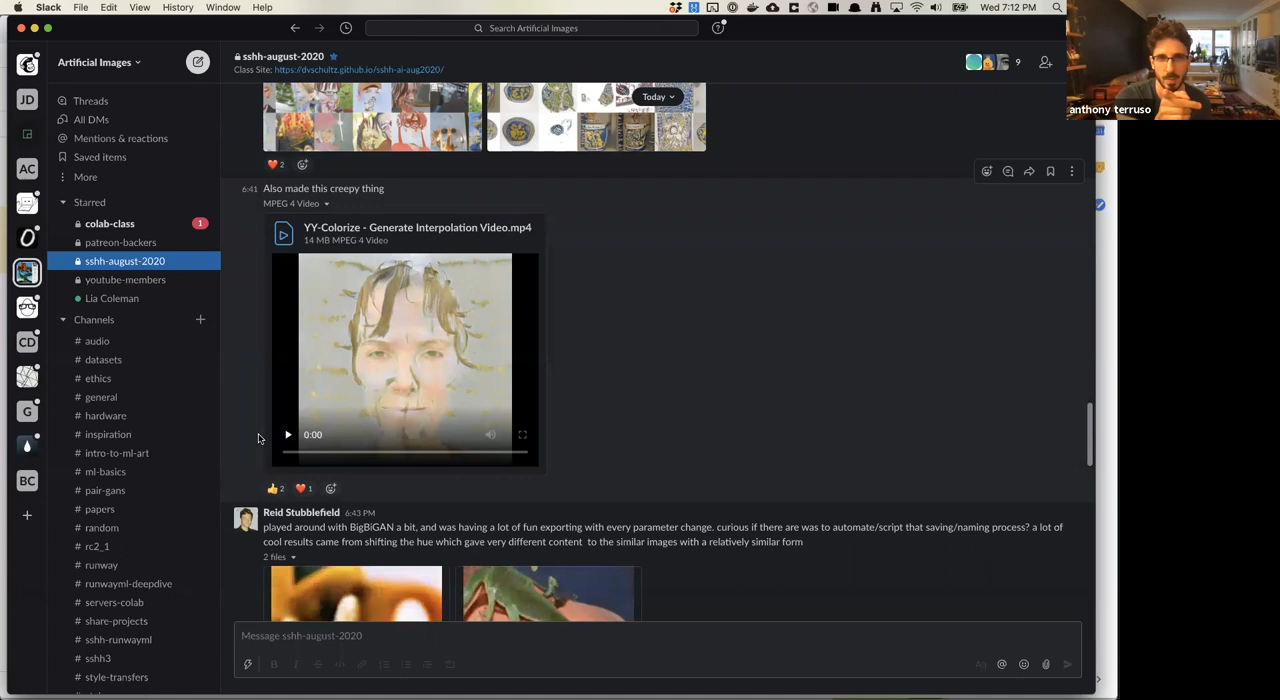 Slack File Edit View History Window Help
Wed 7:12 PM
Search Artificial Images
anthony terruso
Artificial Images
sshh-august-2020
Class Site: https://dvschultz.github.io/sshh-ai-aug2020/
9
Today
JD
AC
CD
G
BC
Threads
All DMs
Mentions & reactions
Saved items
More
Starred
colab-class 1
patreon-backers
sshh-august-2020
youtube-members
Lia Coleman
Channels
# audio
# datasets
# ethics
# general
# hardware
# inspiration
# intro-to-ml-art
# ml-basics
# pair-gans
# papers
# random
# rc2_1
# runway
# runwayml-deepdive
# servers-colab
# share-projects
# sshh-runwayml
# sshh3
# style-transfers
2
6:41 Also made this creepy thing
MPEG 4 Video
YY-Colorize - Generate Interpolation Video.mp4
14 MB MPEG 4 Video
0:00
2 1
Reid Stubblefield 6:43 PM
played around with BigBiGAN a bit, and was having a lot of fun exporting with every parameter change. curious if there are was to automate/script that saving/naming process? a lot of
cool results came from shifting the hue which gave very different content to the similar images with a relatively similar form
2 files
Message sshh-august-2020
Aa